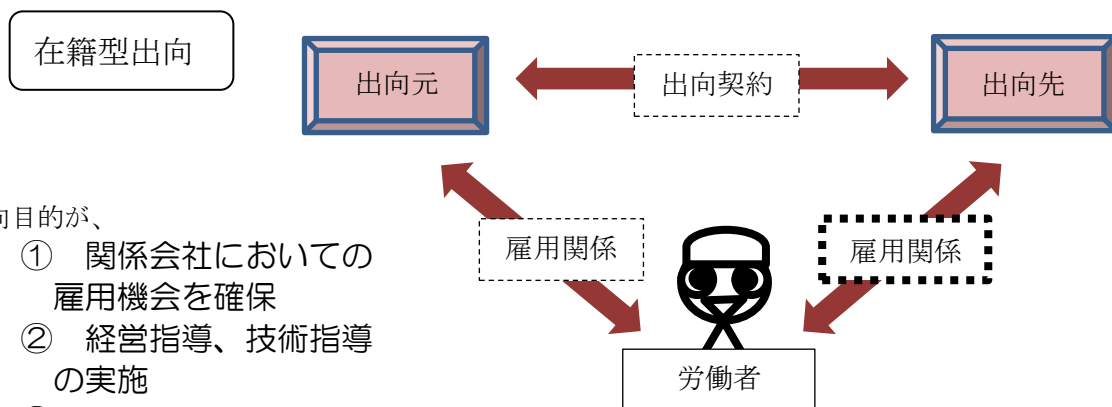 在籍型出向
出向元
出向契約
出向先
向目的が、
① 関係会社においての
雇用機会を確保
② 経営指導、技術指導
の実施
雇用関係
雇用関係
労働者